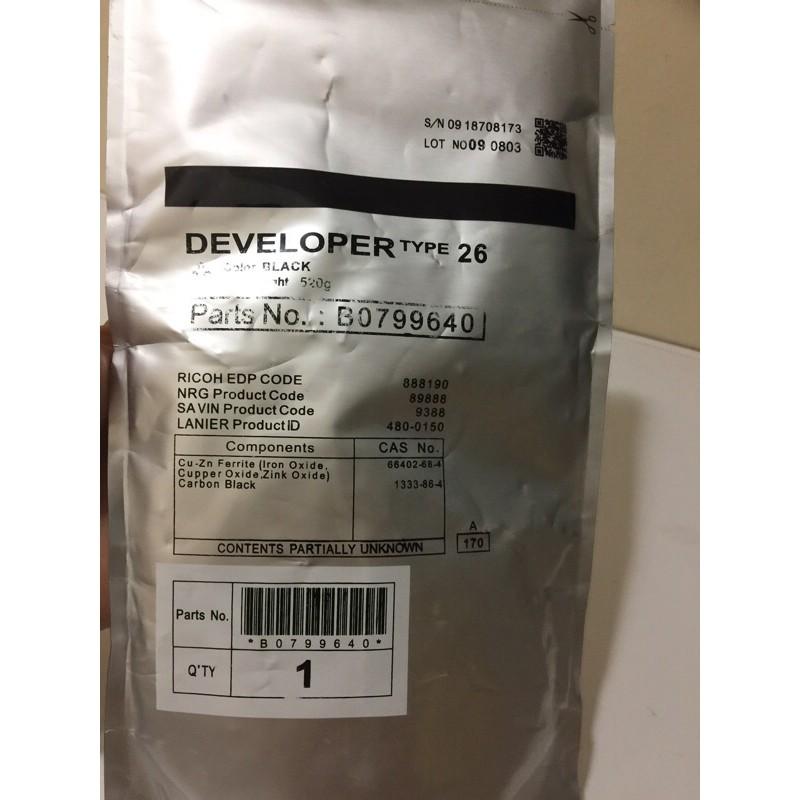 S/N 09 18708173
LOT NO09 0803
DEVELOPER TYPE 26
Color BLACK
520g
Parts No. : B0799640
RICOH EDP CODE 888190
NRG Product Code 89888
SAVIN Product Code 9388
LANIER Product ID 480-0150
Components CAS No.
Cu-Zn Ferrite (Iron Oxide, 66402-68-4
Cupper Oxide,Zink Oxide)
Carbon Black 1333-86-4
CONTENTS PARTIALLY UNKNOWN
A
170
Parts No.
*B0799640*
Q'TY 1